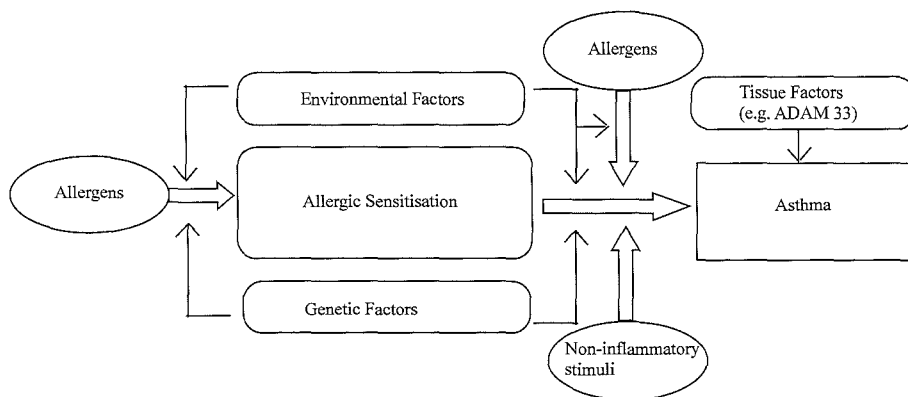 Allergens
Environmental Factors
Tissue Factors
(e.g. ADAM 33)
Allergens
Allergic Sensitisation
Asthma
Genetic Factors
Non-inflammatory
stimuli